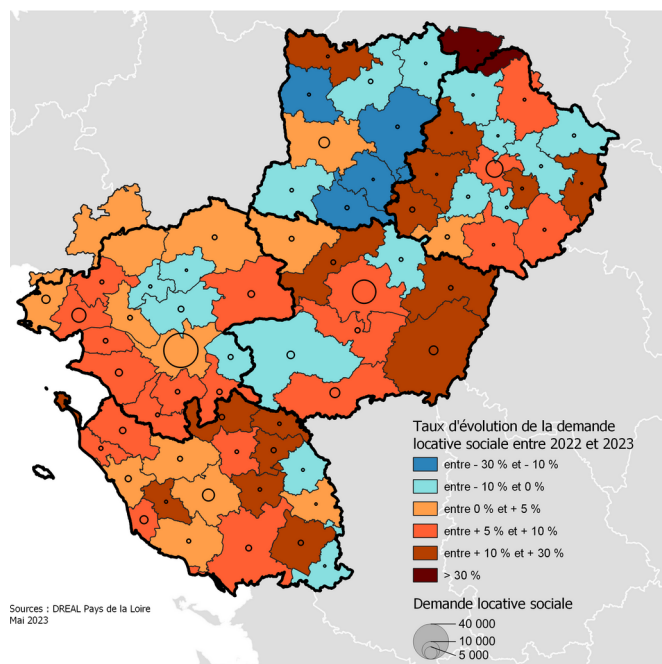 Taux d'évolution de la demande
locative sociale entre 2022 et 2023
entre - 30 % et - 10 %
entre - 10 % et 0 %
entre 0 % et + 5 %
entre + 5 % et + 10 %
entre + 10 % et + 30 %
> 30 %
Demande locative sociale
40 000
10 000
5 000
Sources : DREAL Pays de la Loire
Mai 2023